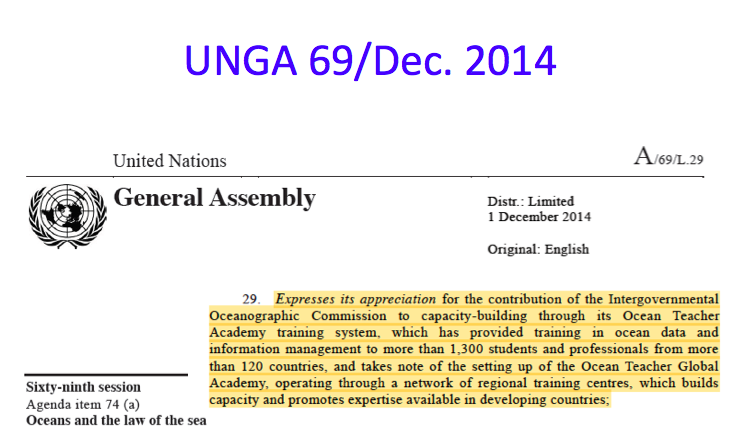 UNGA 69/Dec. 2014
United Nations
A/69/L.29
General Assembly
Distr.: Limited
1 December 2014
Original: English
29. Expresses its appreciation for the contribution of the Intergovernmental
Oceanographic Commission to capacity-building through its Ocean Teacher
Academy training system, which has provided training in ocean data and
information management to more than 1,300 students and professionals from more
than 120 countries, and takes note of the setting up of the Ocean Teacher Global
Academy, operating through a network of regional training centres, which builds
capacity and promotes expertise available in developing countries;
Sixty-ninth session
Agenda item 74 (a)
Oceans and the law of the sea